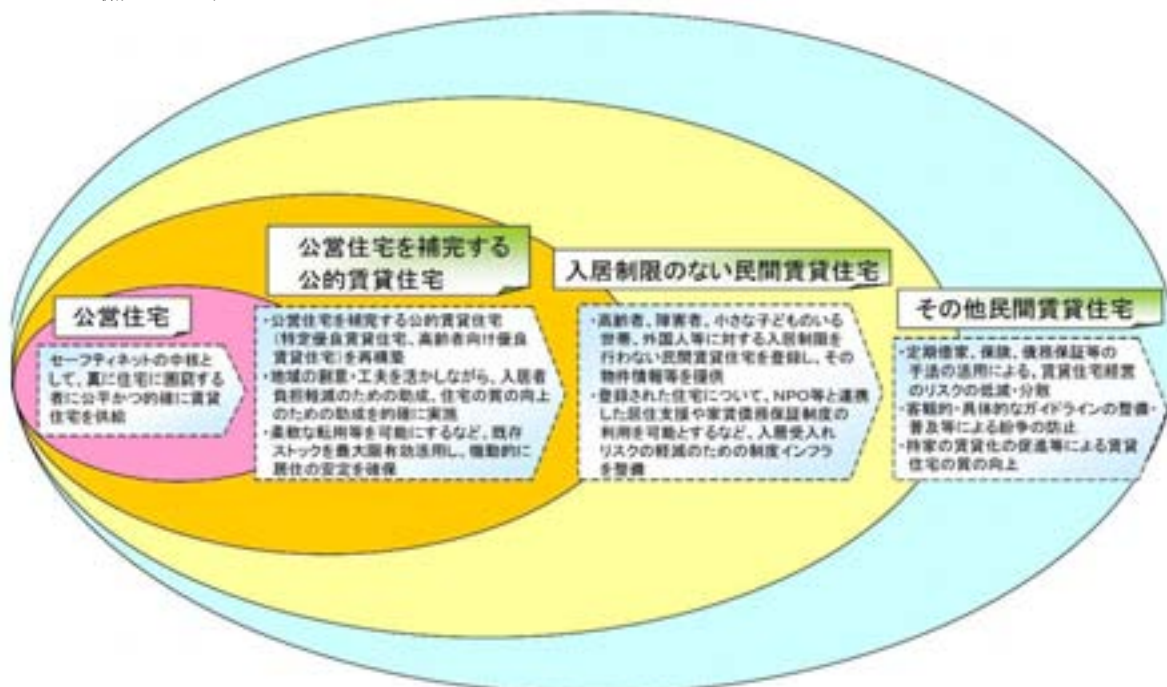 公営住宅
セーフティネットの中核と
して、真に住宅に困窮する
者に公平かつ的確に賃貸
住宅を供給
公営住宅を補完する
公的賃貸住宅
・公営住宅を補完する公的賃貸住宅
(特定優良賃貸住宅、高齢者向け優良
賃貸住宅)を再構築
・地域の創意・工夫を活かしながら、入居者
負担軽減のための助成、住宅の質の向上
のための助成を的確に実施
・柔軟な転用等を可能にするなど、既存
ストックを最大限有効活用し、機動的に
居住の安定を確保
入居制限のない民間賃貸住宅
・高齢者、障害者、小さな子どものいる
世帯、外国人等に対する入居制限を
行わない民間賃貸住宅を登録し、その
物件情報等を提供
・登録された住宅について、NPO等と連携
した居住支援や家賃債務保証制度の
利用を可能とするなど、入居受入れ
リスクの軽減のための制度インフラ
を整備
その他民間賃貸住宅
・定期借家、保険、債務保証等の
手法の活用による、賃貸住宅経営
のリスクの低減・分散
・客観的・具体的なガイドラインの整備・
普及等による紛争の防止
・持家の賃貸化の促進等による賃貸
住宅の質の向上